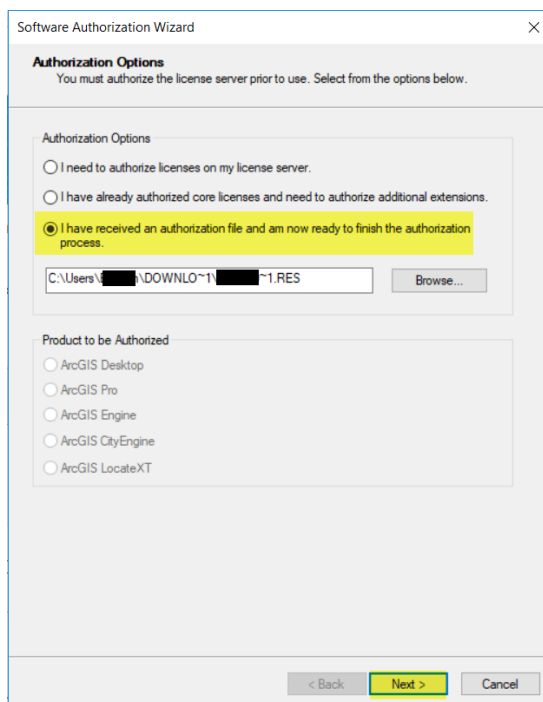 Software Authorization Wizard
Authorization Options
You must authorize the license server prior to use. Select from the options below.
Authorization Options
I need to authorize licenses on my license server.
I have already authorized core licenses and need to authorize additional extensions.
I have received an authorization file and am now ready to finish the authorization
process.
C:\Users\ \DOWNLO~1\ ~1.RES
Browse...
Product to be Authorized
ArcGIS Desktop
ArcGIS Pro
ArcGIS Engine
ArcGIS CityEngine
ArcGIS LocateXT
< Back
Next >
Cancel